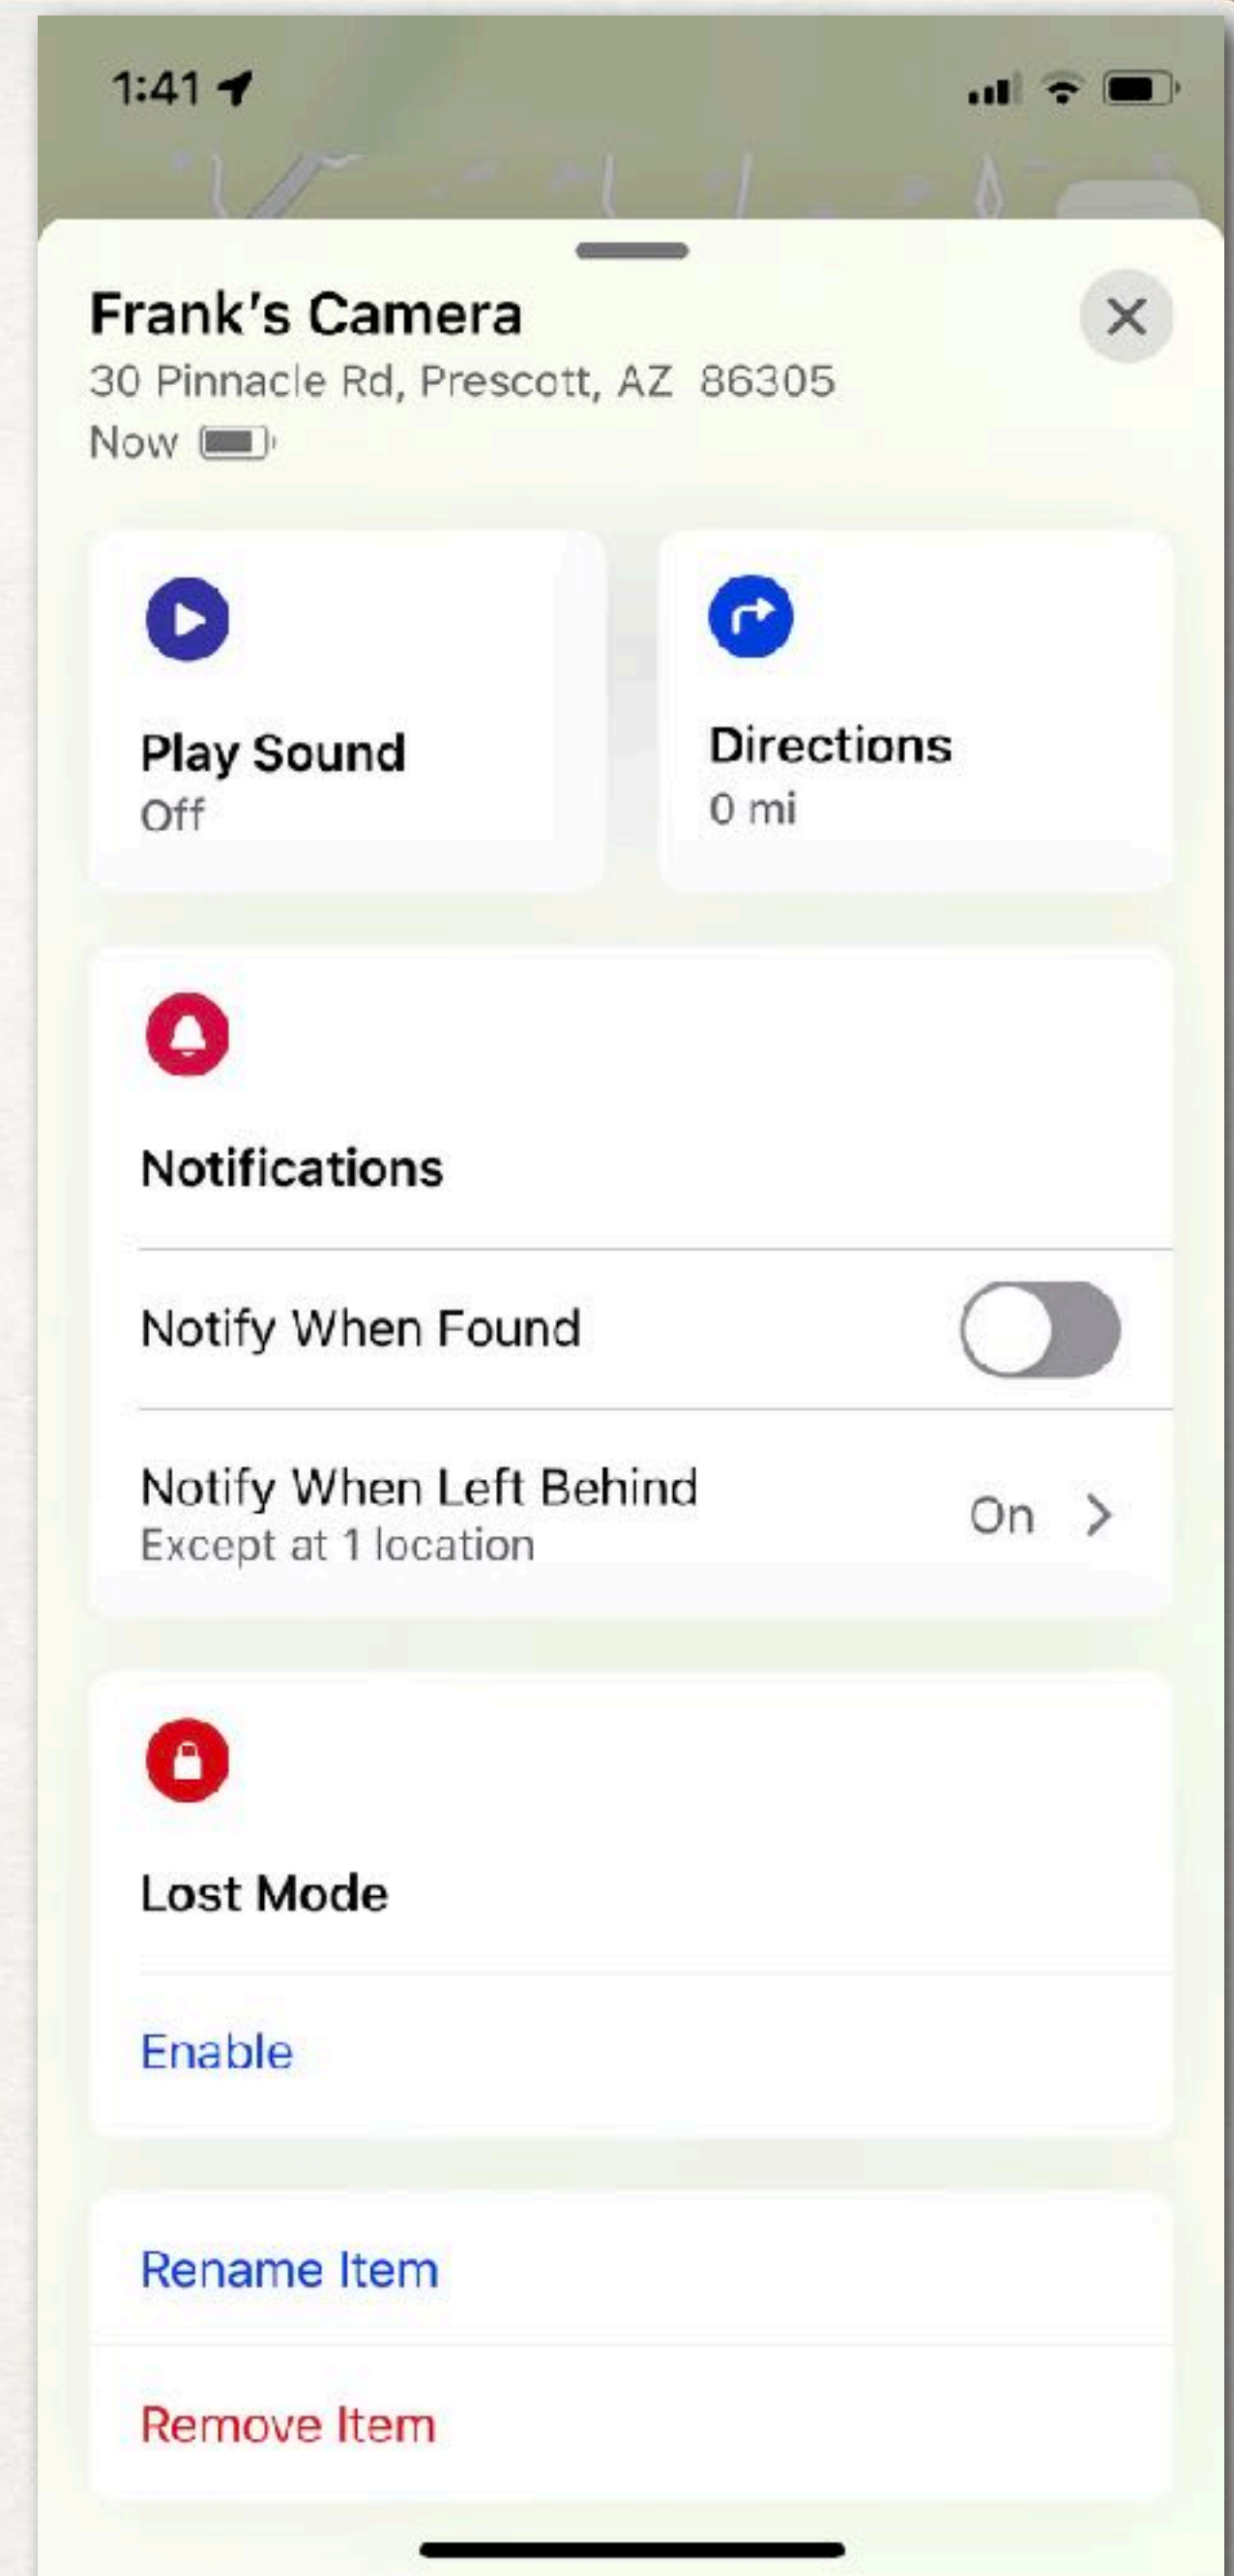 1:41
Frank's Camera
30 Pinnacle Rd, Prescott, AZ  86305
Now
Play Sound
Off
Directions
0 mi
Notifications
Notify When Found
Notify When Left Behind
Except at 1 location
On
Lost Mode
Enable
Rename Item
Remove Item